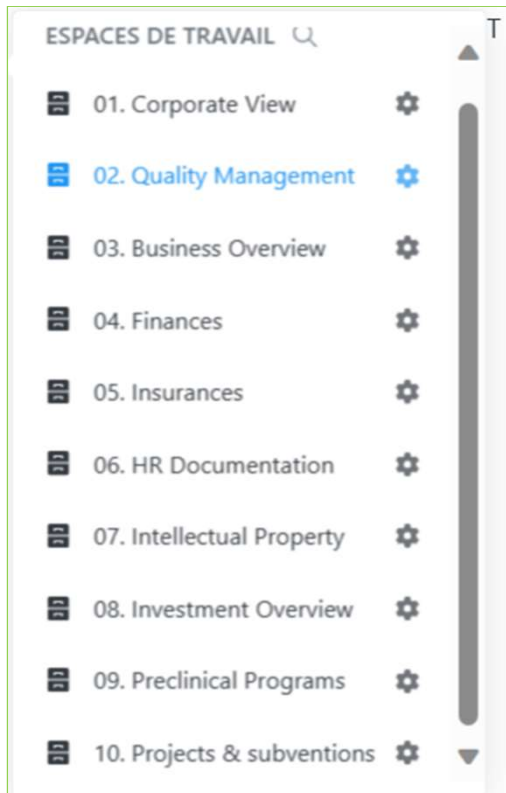 ESPACES DE TRAVAIL
T
01. Corporate View
02. Quality Management
03. Business Overview
04. Finances
05. Insurances
06. HR Documentation
07. Intellectual Property
08. Investment Overview
09. Preclinical Programs
10. Projects & subventions